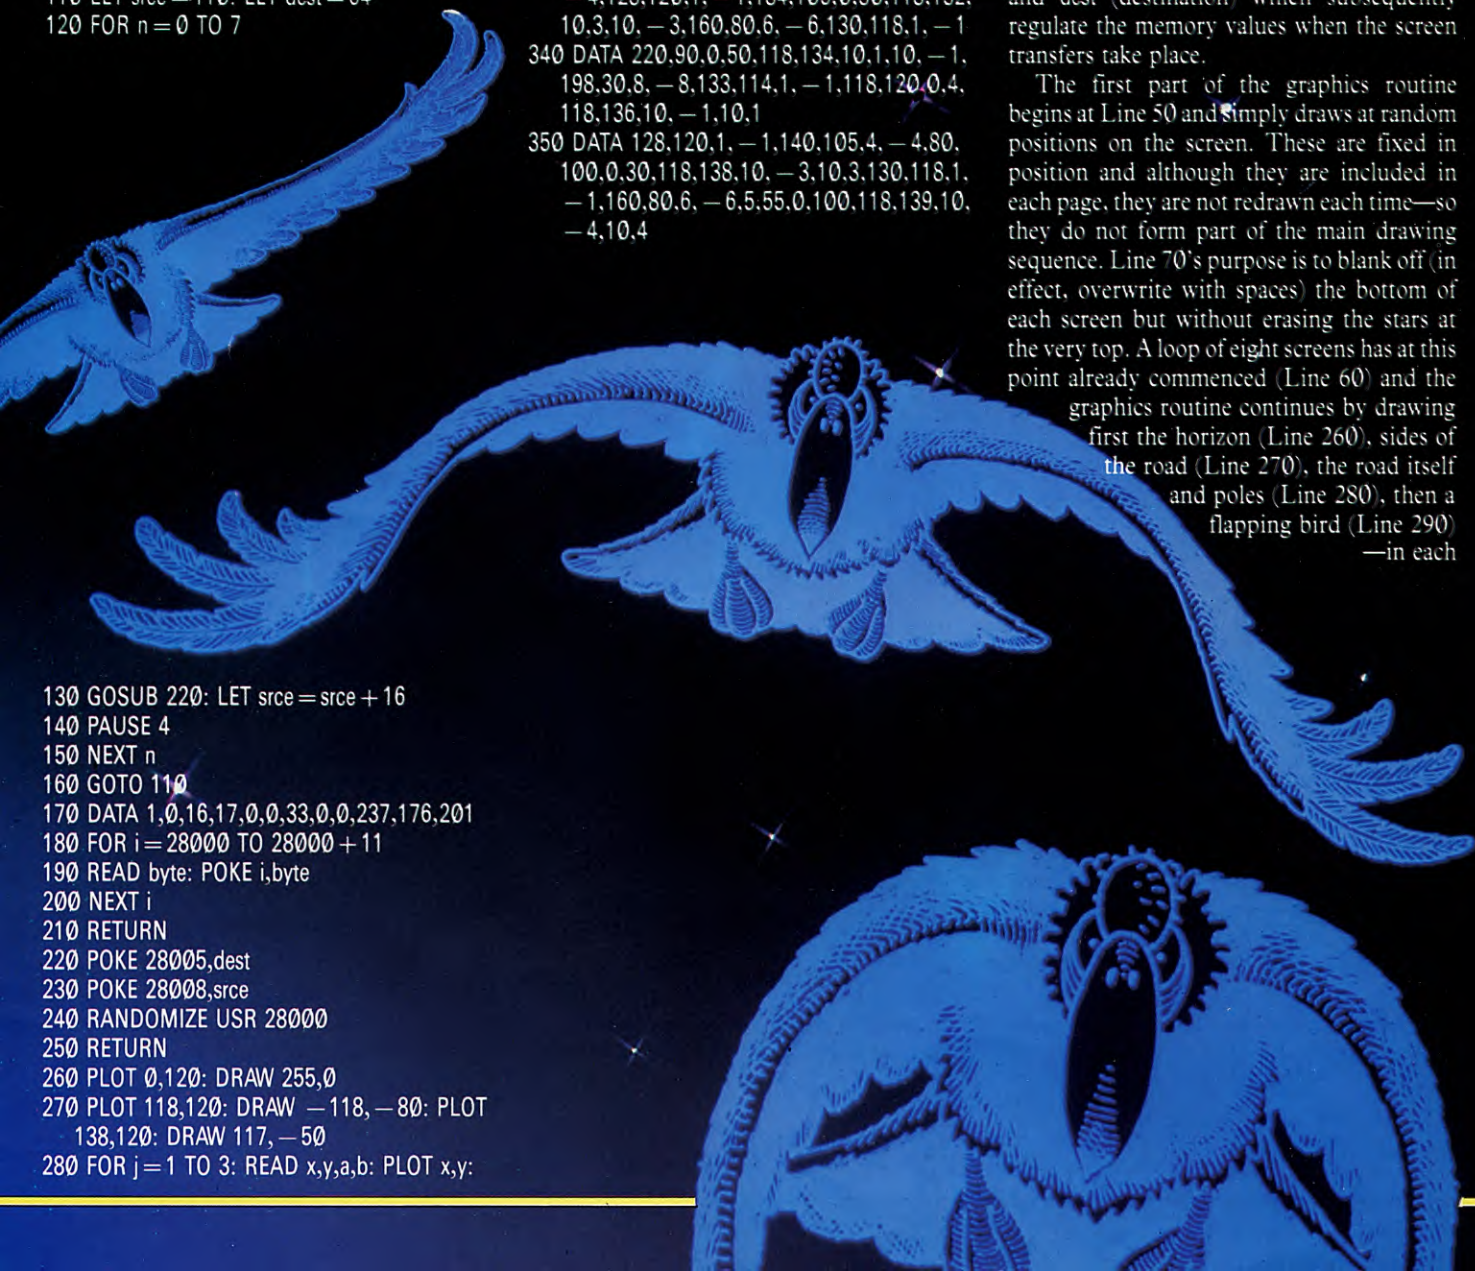 120 FOR n=0 TO 7
130 GOSUB 220: LET srce=srce+16
140 PAUSE 4
150 NEXT n
160 GOTO 110
170 DATA 1,0,16,17,0,0,33,0,0,237,176,201
180 FOR i=28000 TO 28000+11
190 READ byte: POKE i,byte
200 NEXT i
210 RETURN
220 POKE 28005,dest
230 POKE 28008,srce
240 RANDOMIZE USR 28000
250 RETURN
260 PLOT 0,120: DRAW 255,0
270 PLOT 118,120: DRAW −118,−80: PLOT
138,120: DRAW 117,−50
280 FOR j=1 TO 3: READ x,y,a,b: PLOT x,y:
10,3,10,−3,160,80,6,−6,130,118,1,−1
340 DATA 220,90,0,50,118,134,10,1,10,−1,
198,30,8,−8,133,114,1,−1,118,120,0,4,
118,136,10,−1,10,1
350 DATA 128,120,1,−1,140,105,4,−4,80,
100,0,30,118,138,10,−3,10,3,130,118,1,
−1,160,80,6,−6,5,55,0,100,118,139,10,
−4,10,4
and dest (destination) which subsequently
regulate the memory values when the screen
transfers take place.
The first part of the graphics routine
begins at Line 50 and simply draws at random
positions on the screen. These are fixed in
position and although they are included in
each page, they are not redrawn each time—so
they do not form part of the main drawing
sequence. Line 70's purpose is to blank off (in
effect, overwrite with spaces) the bottom of
each screen but without erasing the stars at
the very top. A loop of eight screens has at this
point already commenced (Line 60) and the
graphics routine continues by drawing
first the horizon (Line 260), sides of
the road (Line 270), the road itself
and poles (Line 280), then a
flapping bird (Line 290)
—in each